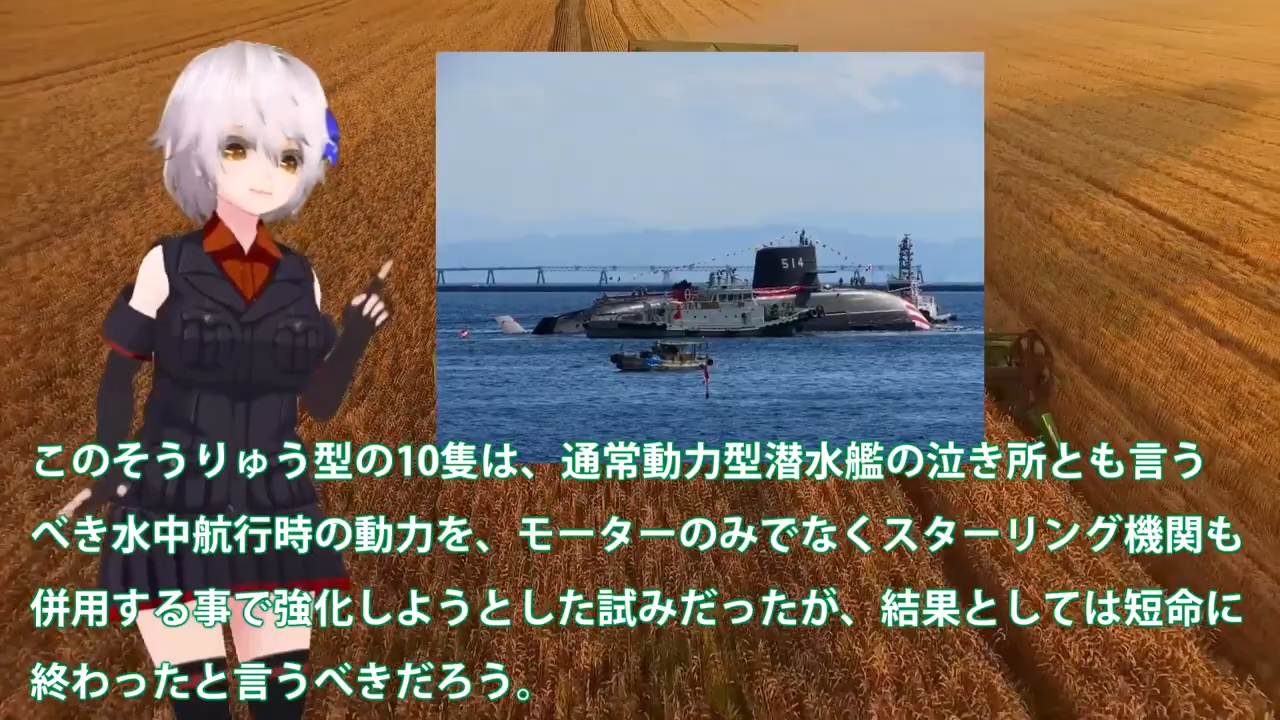 514
このそうりゅう型の10隻は、通常動力型潜水艦の泣き所とも言う
べき水中航行時の動力を、モーターのみでなくスターリング機関も
併用する事で強化しようとした試みだったが、結果としては短命に
終わったと言うべきだろう。